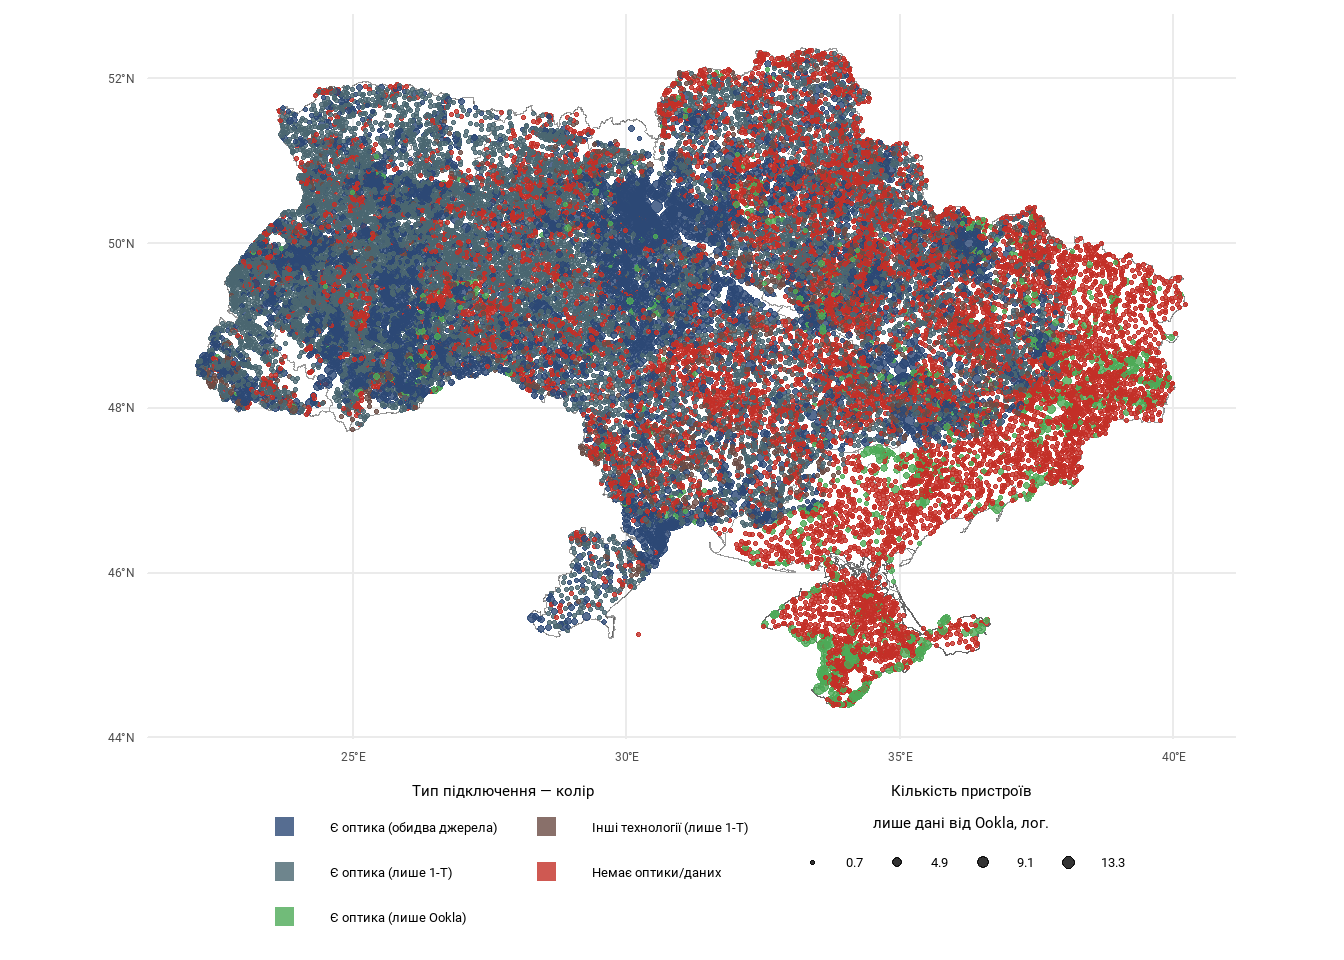 52°N
50°N
48°N
46°N
44°N
25°E
30°E
35°E
40°E
Тип підключення — колір
Є оптика (обидва джерела)
Інші технології (лише 1-Т)
Є оптика (лише 1-Т)
Немає оптики/даних
Є оптика (лише Ookla)
Кількість пристроїв
лише дані від Ookla, лог.
0.7
4.9
9.1
13.3